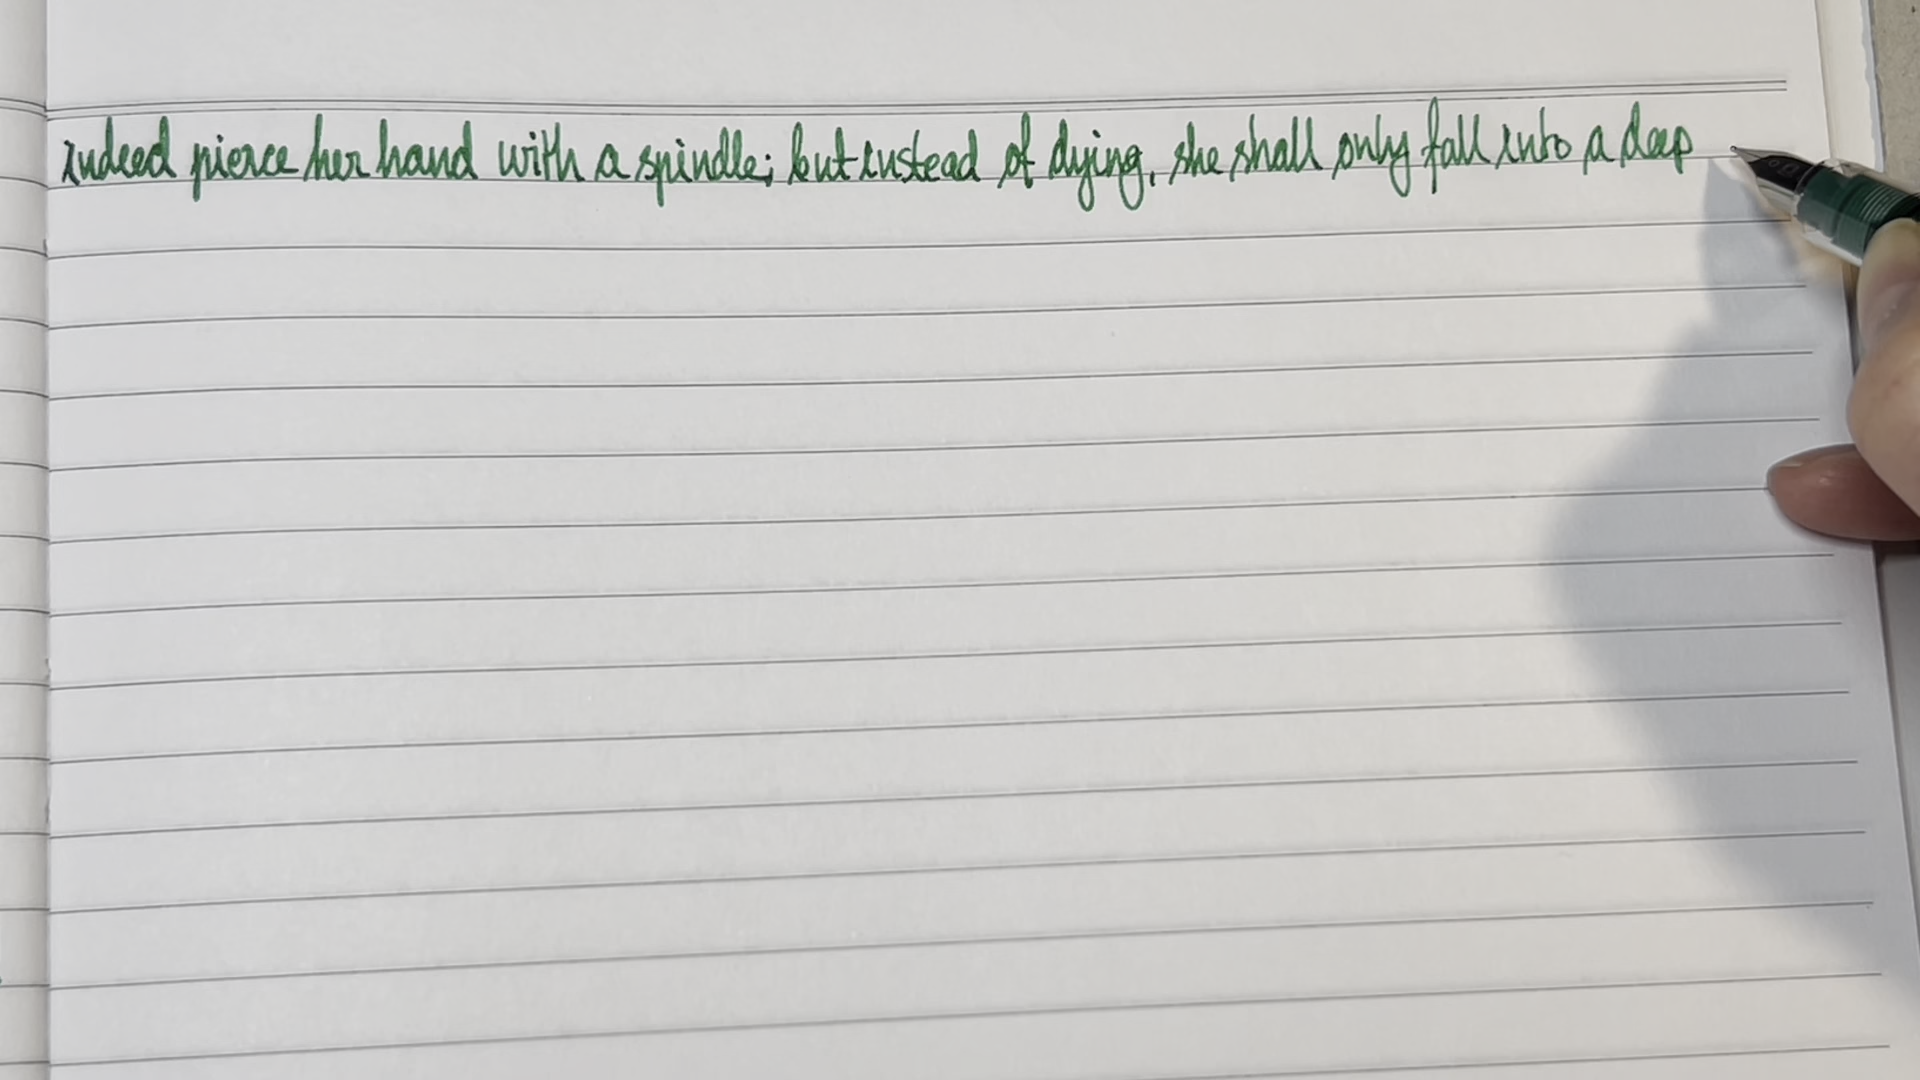 indeed pierce her hand with a spindle; but instead of dying, she shall only fall into a deep